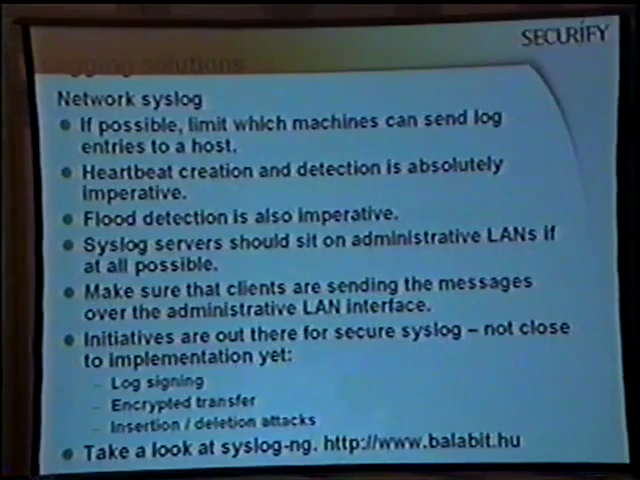 SECURIFY
Logging solutions
Network syslog
● If possible, limit which machines can send log
entries to a host.
● Heartbeat creation and detection is absolutely
imperative.
● Flood detection is also imperative.
● Syslog servers should sit on administrative LANs if
at all possible.
● Make sure that clients are sending the messages
over the administrative LAN interface.
● Initiatives are out there for secure syslog – not close
to implementation yet:
– Log signing
– Encrypted transfer
– Insertion / deletion attacks
● Take a look at syslog-ng. http://www.balabit.hu